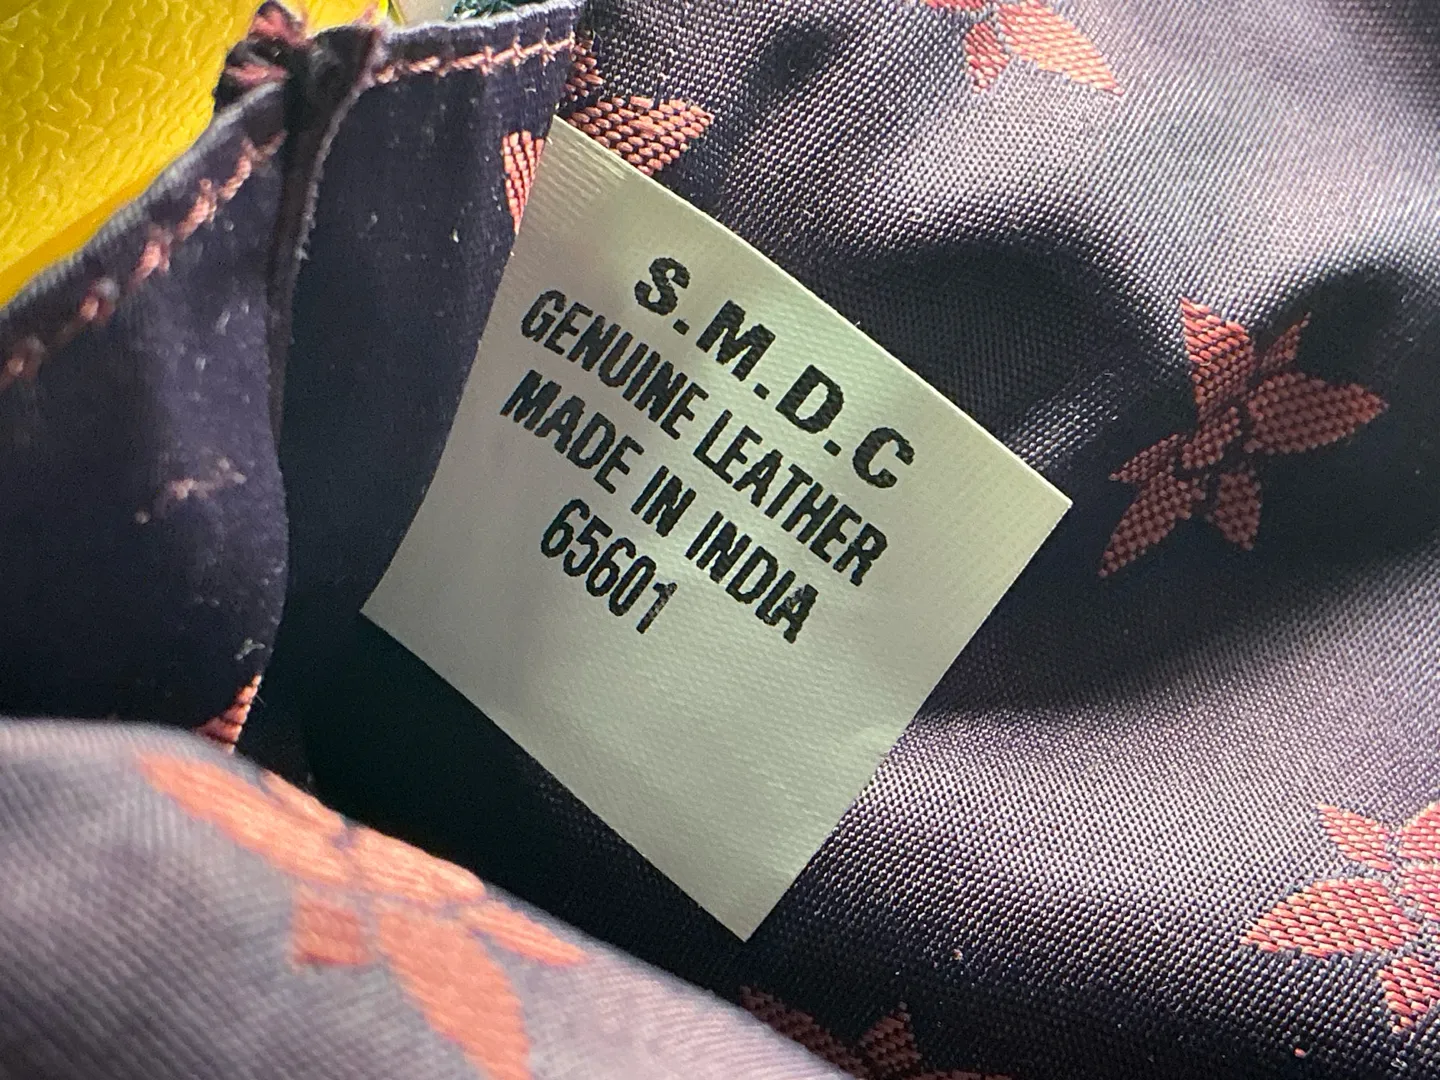 S.M.D.C
GENUINE LEATHER
MADE IN INDIA
65601